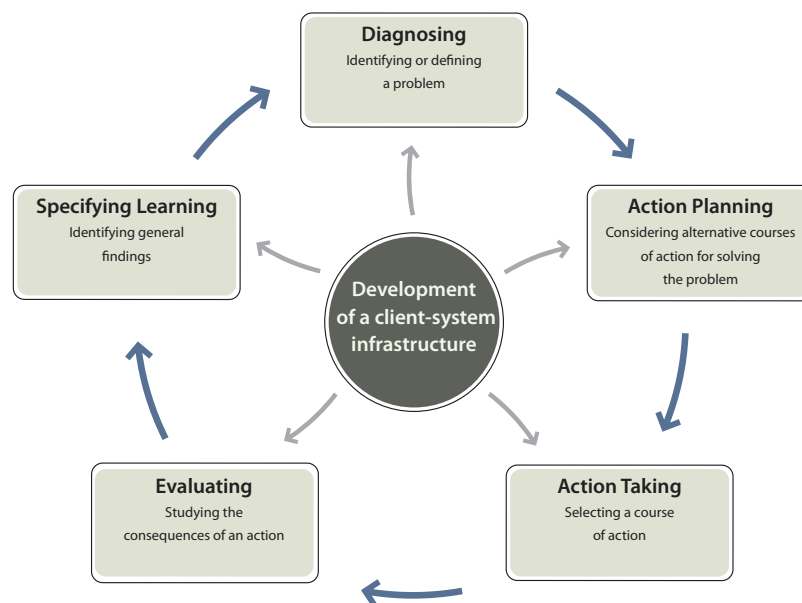 Diagnosing
Identifying or defining
a problem
Action Planning
Considering alternative courses
of action for solving
the problem
Action Taking
Selecting a course
of action
Evaluating
Studying the
consequences of an action
Specifying Learning
Identifying general
findings
Development
of a client-system
infrastructure